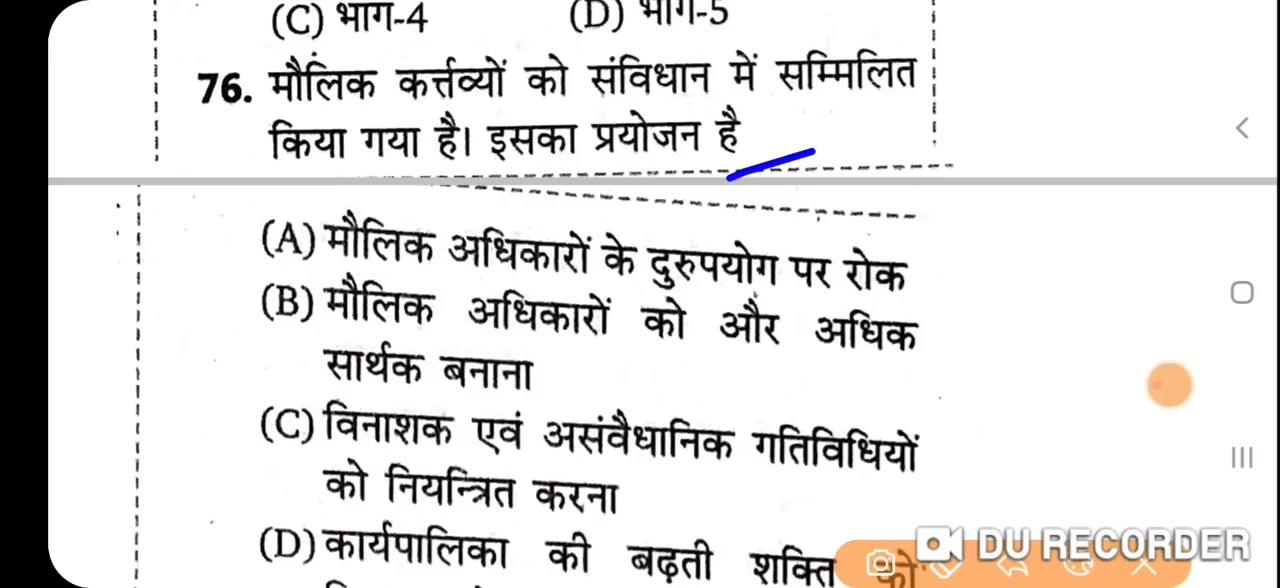 (C) भाग-4 (D) भाग-5
76. मौलिक कर्त्तव्यों को संविधान में सम्मिलित
किया गया है। इसका प्रयोजन है
(A) मौलिक अधिकारों के दुरुपयोग पर रोक
(B) मौलिक अधिकारों को और अधिक
सार्थक बनाना
(C) विनाशक एवं असंवैधानिक गतिविधियों
को नियन्त्रित करना
(D) कार्यपालिका की बढ़ती शक्ति को
DU RECORDER